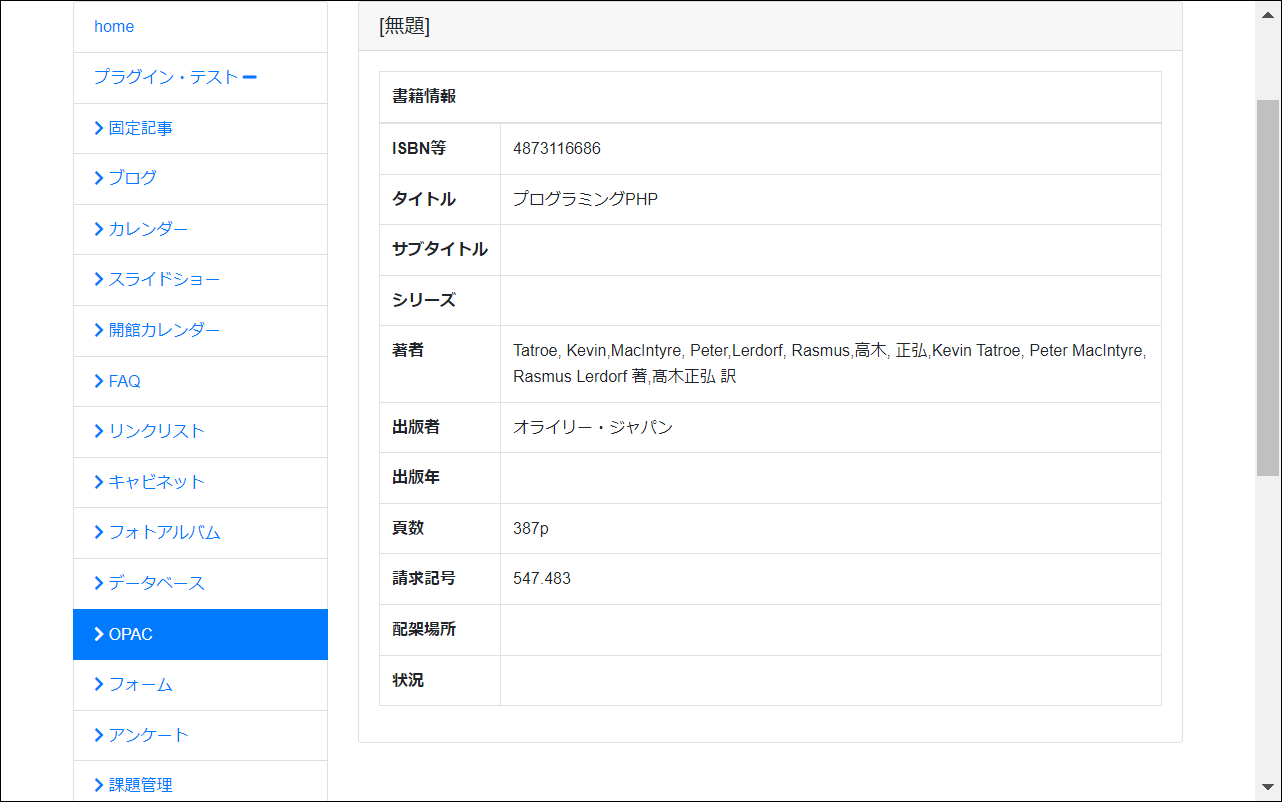 home
プラグイン・テスト
固定記事
ブログ
カレンダー
スライドショー
開館カレンダー
FAQ
リンクリスト
キャビネット
フォトアルバム
データベース
OPAC
フォーム
アンケート
課題管理
[無題]
書籍情報
ISBN等 4873116686
タイトル プログラミングPHP
サブタイトル
シリーズ
著者 Tatroe, Kevin,MacIntyre, Peter,Lerdorf, Rasmus,高木, 正弘,Kevin Tatroe, Peter MacIntyre,
Rasmus Lerdorf 著,髙木正弘 訳
出版者 オライリー・ジャパン
出版年
頁数 387p
請求記号 547.483
配架場所
状況